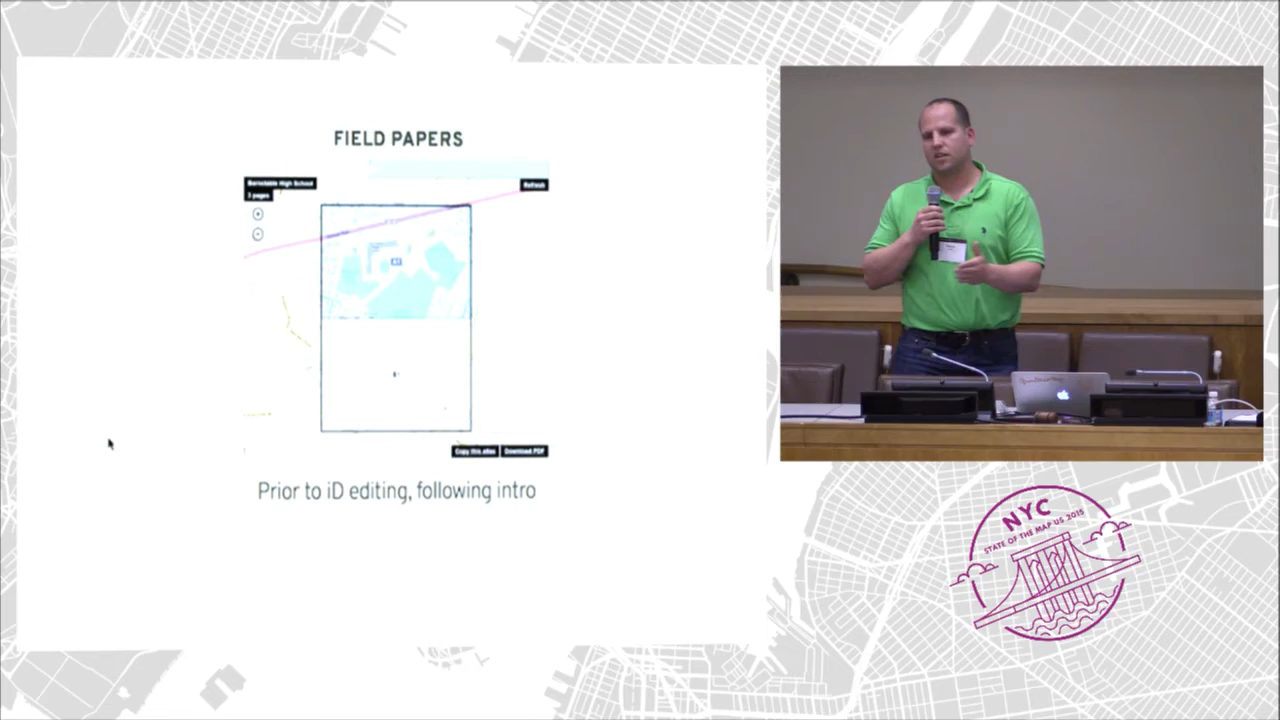 FIELD PAPERS
Barnstable High School
3 pages
Refresh
+
-
Copy this atlas
Download PDF
Prior to iD editing, following intro
NYC
STATE OF THE MAP US 2015